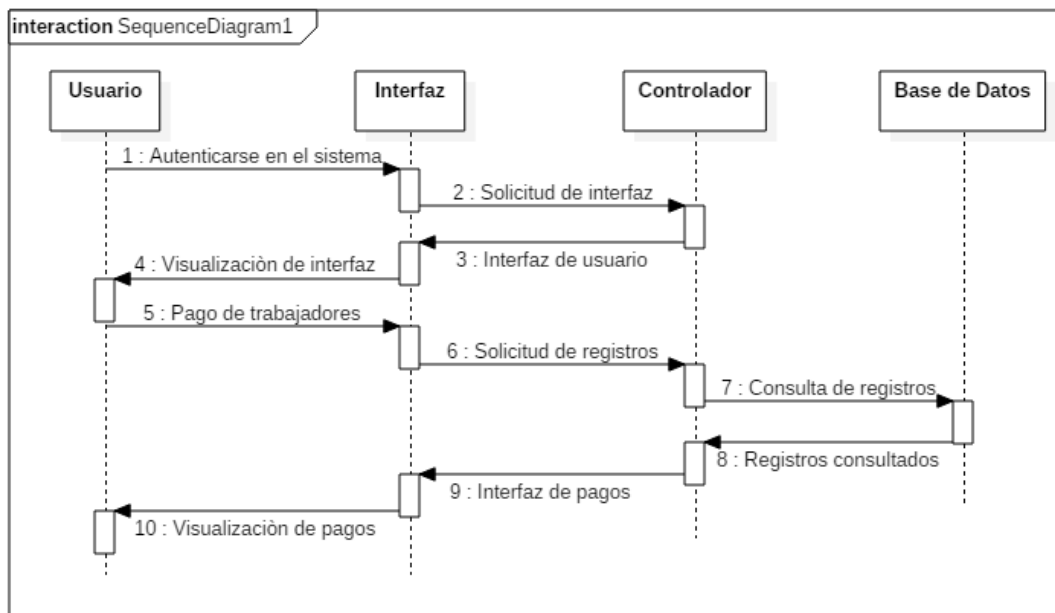 interaction SequenceDiagram1
Usuario
Interfaz
Controlador
Base de Datos
1 : Autenticarse en el sistema
2 : Solicitud de interfaz
3 : Interfaz de usuario
4 : Visualizaciòn de interfaz
5 : Pago de trabajadores
6 : Solicitud de registros
7 : Consulta de registros
8 : Registros consultados
9 : Interfaz de pagos
10 : Visualizaciòn de pagos